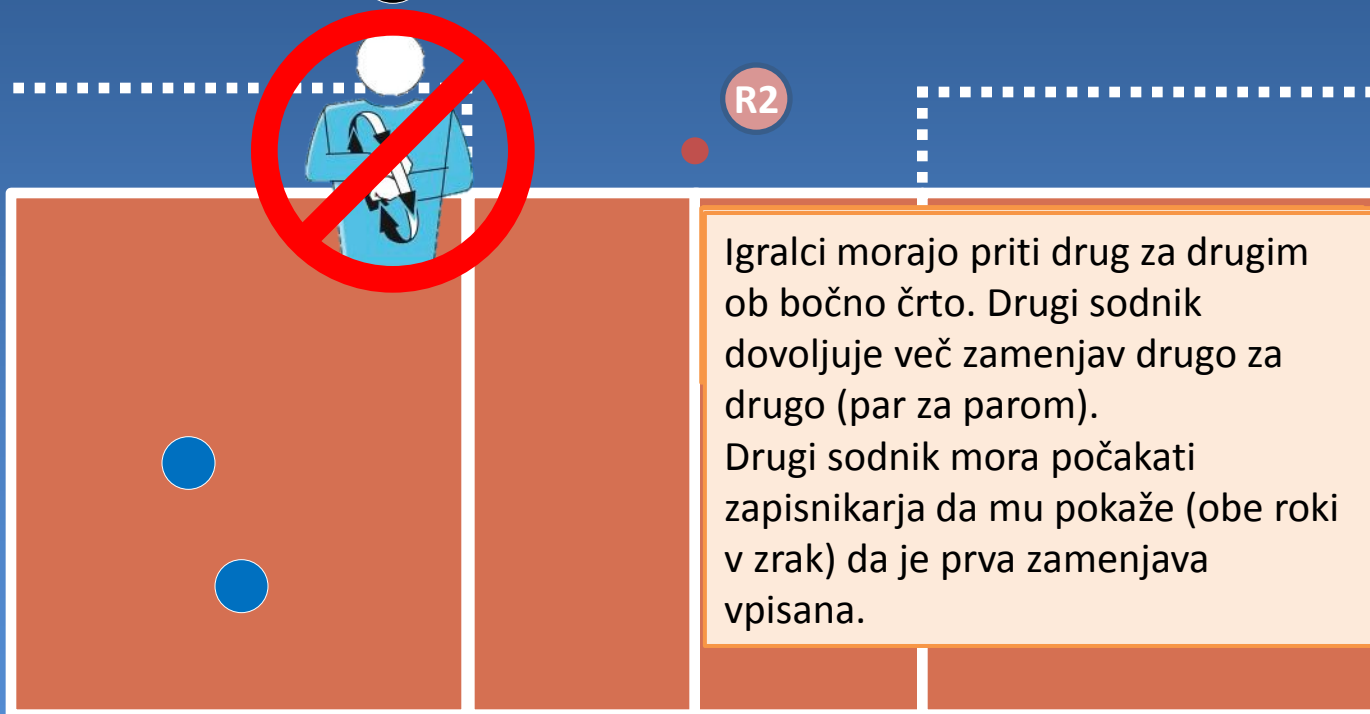 R2
Igralci morajo priti drug za drugim
ob bočno črto. Drugi sodnik
dovoljuje več zamenjav drugo za
drugo (par za parom).
Drugi sodnik mora počakati
zapisnikarja da mu pokaže (obe roki
v zrak) da je prva zamenjava
vpisana.